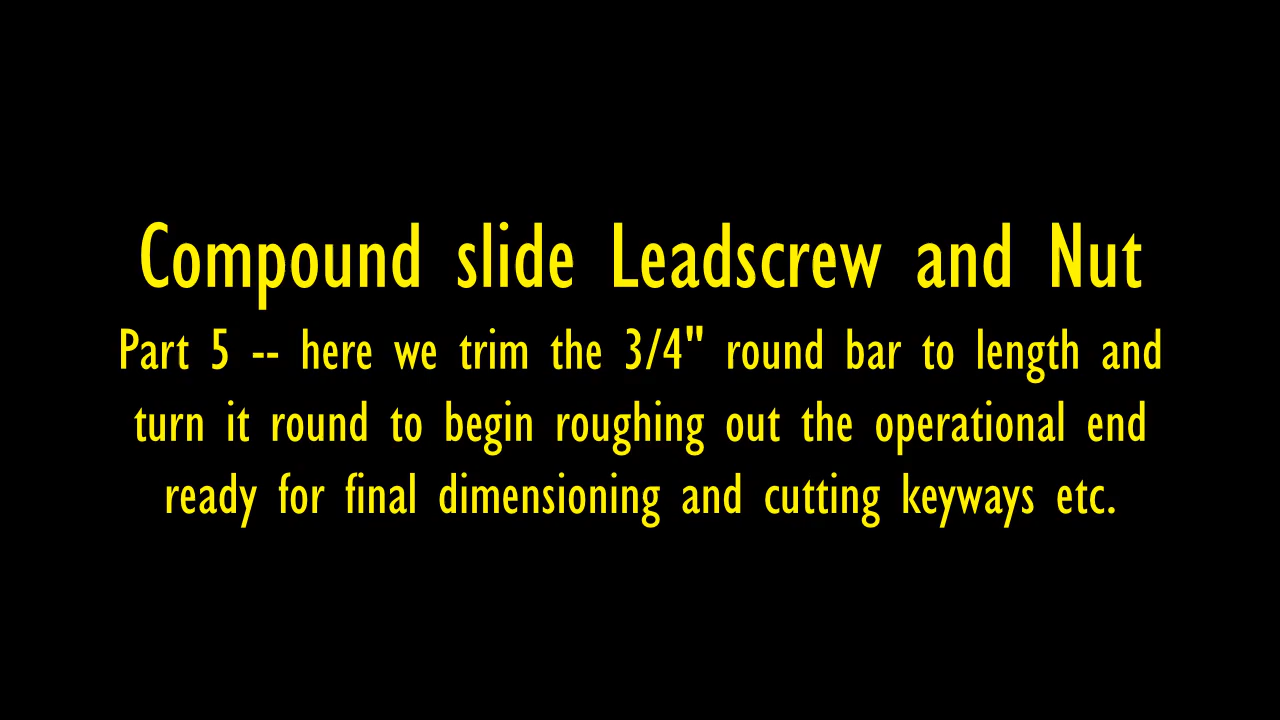 Compound slide Leadscrew and Nut
Part 5 -- here we trim the 3/4" round bar to length and
turn it round to begin roughing out the operational end
ready for final dimensioning and cutting keyways etc.